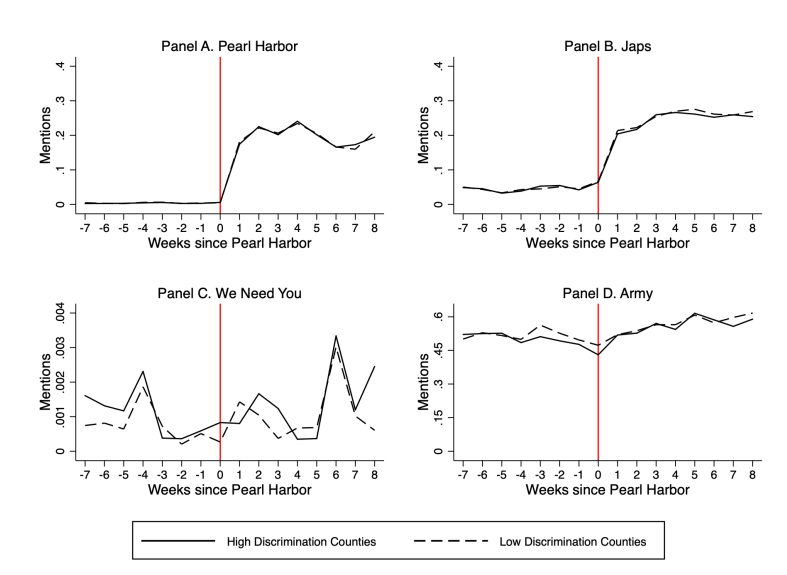 Panel A. Pearl Harbor
Mentions
0 .1 .2 .3 .4
-7 -6 -5 -4 -3 -2 -1 0 1 2 3 4 5 6 7 8
Weeks since Pearl Harbor
Panel B. Japs
Mentions
0 .1 .2 .3 .4
-7 -6 -5 -4 -3 -2 -1 0 1 2 3 4 5 6 7 8
Weeks since Pearl Harbor
Panel C. We Need You
Mentions
0 .001 .002 .003 .004
-7 -6 -5 -4 -3 -2 -1 0 1 2 3 4 5 6 7 8
Weeks since Pearl Harbor
Panel D. Army
Mentions
0 .15 .3 .45 .6
-7 -6 -5 -4 -3 -2 -1 0 1 2 3 4 5 6 7 8
Weeks since Pearl Harbor
High Discrimination Counties
Low Discrimination Counties